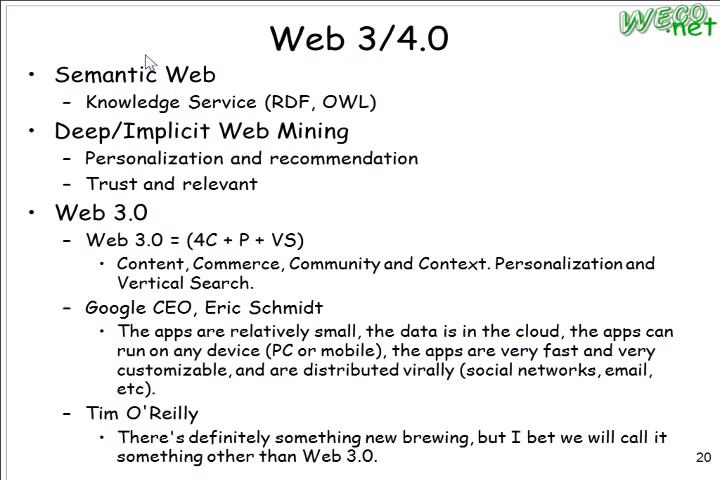 Web 3/4.0
WECO
.net
• Semantic Web
– Knowledge Service (RDF, OWL)
• Deep/Implicit Web Mining
– Personalization and recommendation
– Trust and relevant
• Web 3.0
– Web 3.0 = (4C + P + VS)
• Content, Commerce, Community and Context. Personalization and
Vertical Search.
– Google CEO, Eric Schmidt
• The apps are relatively small, the data is in the cloud, the apps can
run on any device (PC or mobile), the apps are very fast and very
customizable, and are distributed virally (social networks, email,
etc).
– Tim O'Reilly
• There's definitely something new brewing, but I bet we will call it
something other than Web 3.0.
20